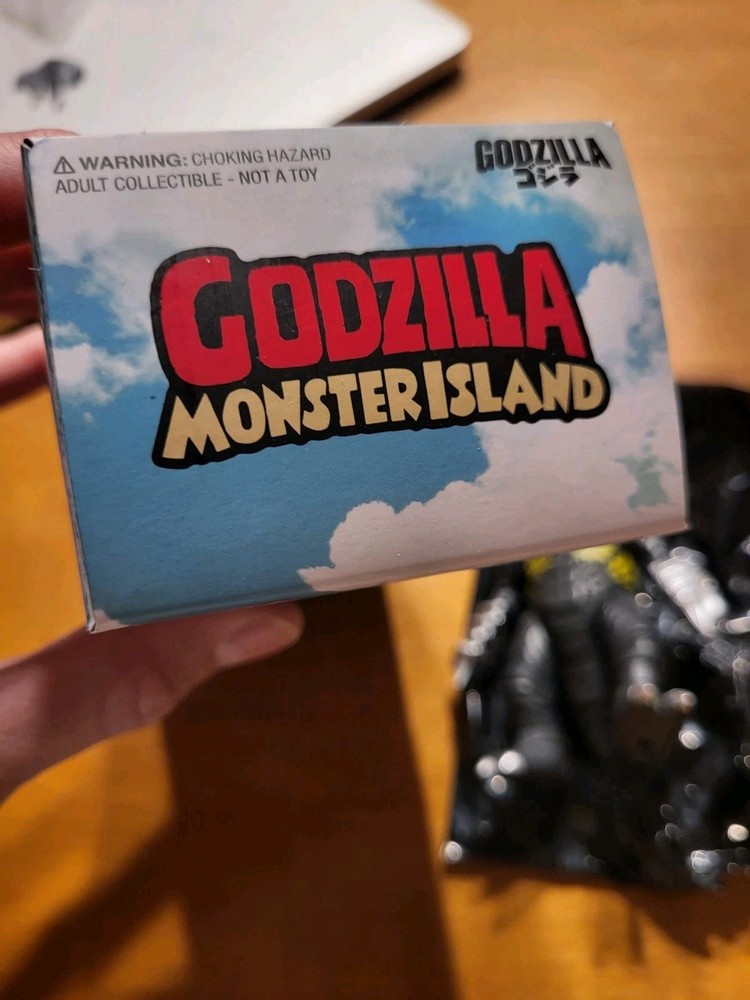 ⚠ WARNING: CHOKING HAZARD
ADULT COLLECTIBLE - NOT A TOY
GODZILLA
ゴジラ
GODZILLA
MONSTER ISLAND